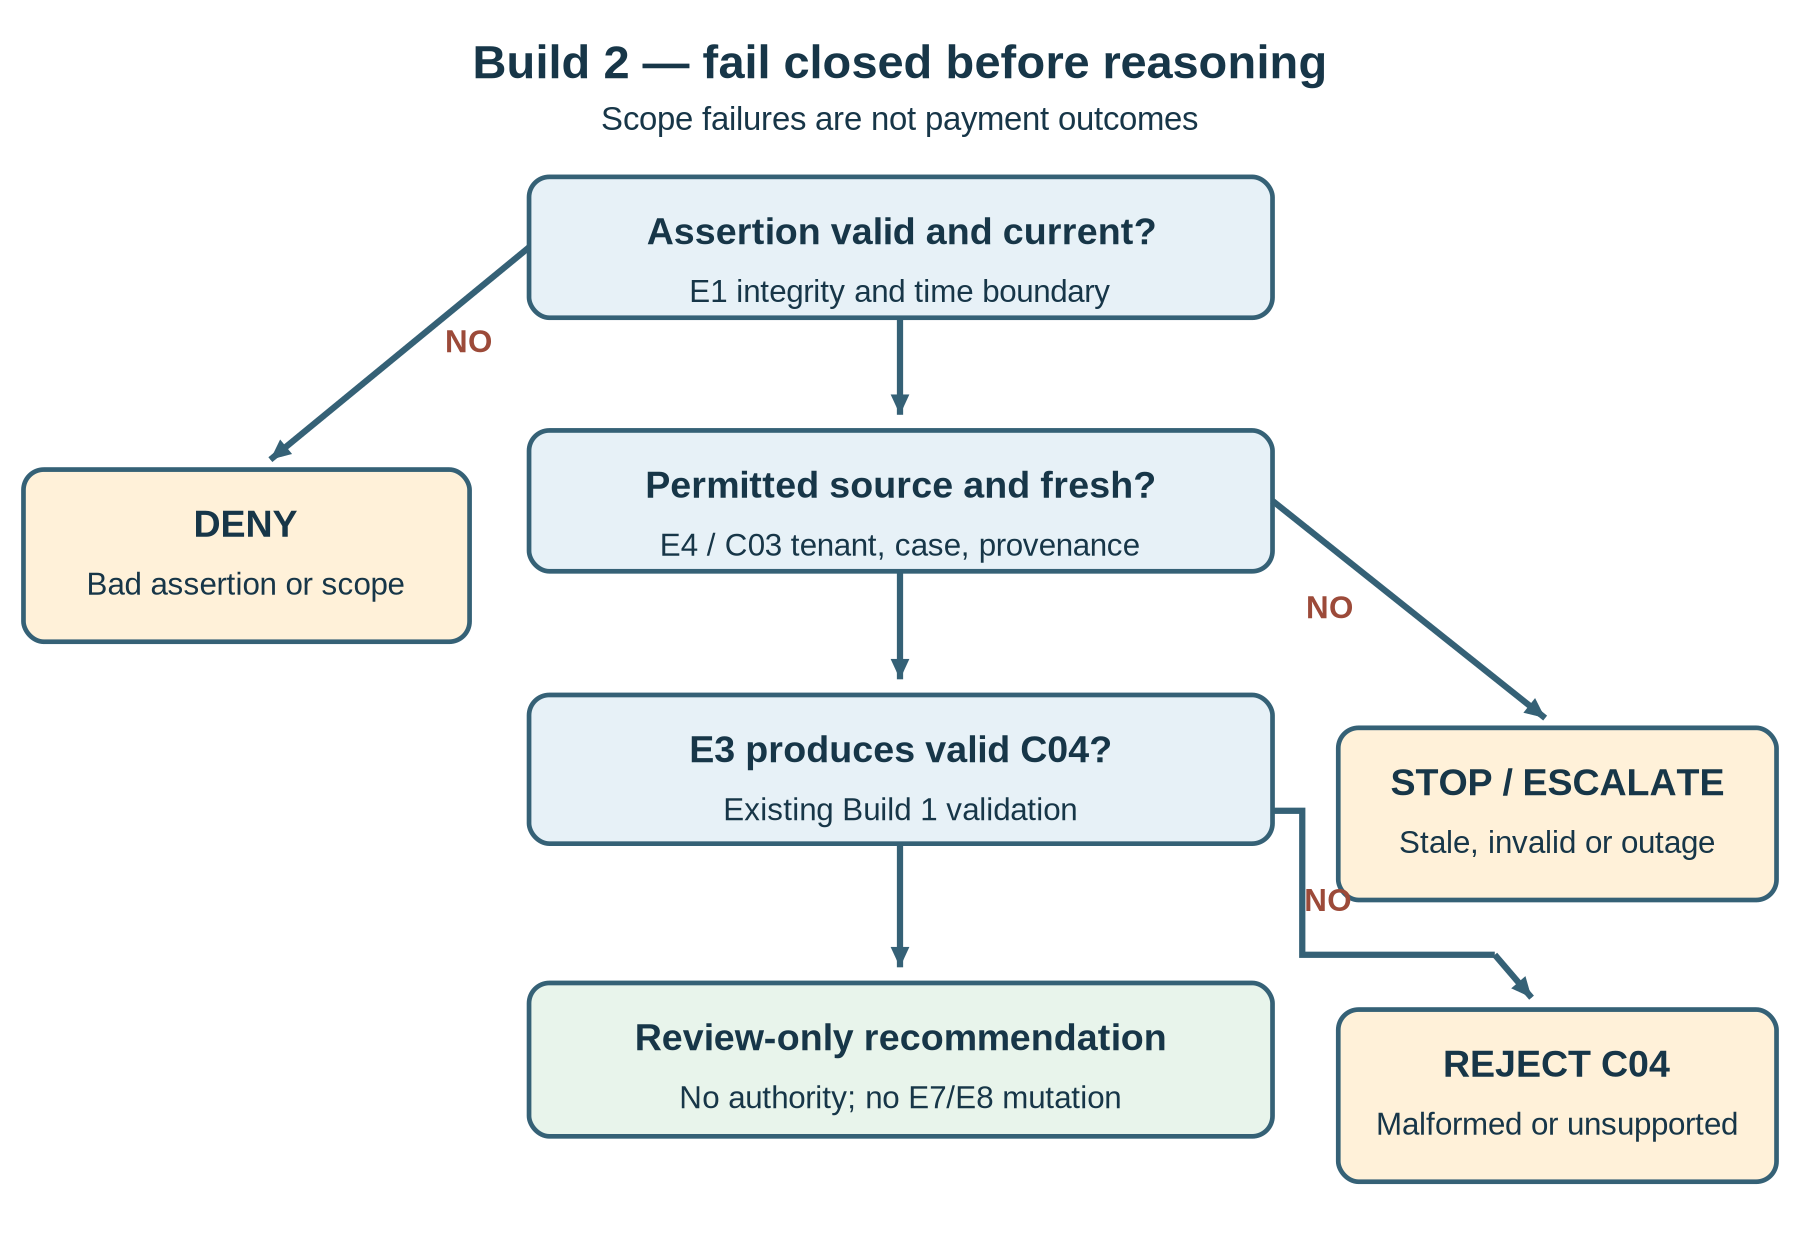 Build 2 — fail closed before reasoning
Scope failures are not payment outcomes
Assertion valid and current?
E1 integrity and time boundary
NO
Permitted source and fresh?
E4 / C03 tenant, case, provenance
DENY
Bad assertion or scope
NO
E3 produces valid C04?
Existing Build 1 validation
STOP / ESCALATE
Stale, invalid or outage
NO
Review-only recommendation
No authority; no E7/E8 mutation
REJECT C04
Malformed or unsupported